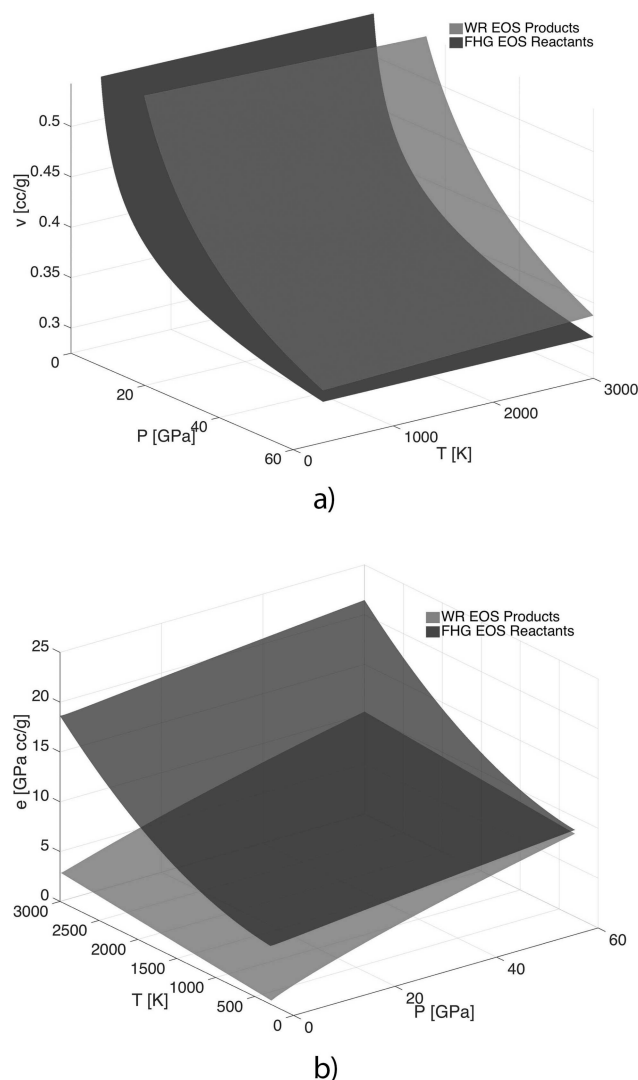 WR EOS Products
FHG EOS Reactants
0.5
0.45
0.4
0.35
0.3
v [cc/g]
0
20
40
60
P [GPa]
0
1000
2000
3000
T [K]
a)
WR EOS Products
FHG EOS Reactants
25
20
15
10
5
0
e [GPa cc/g]
3000
2500
2000
1500
1000
500
0
T [K]
0
20
40
60
P [GPa]
b)